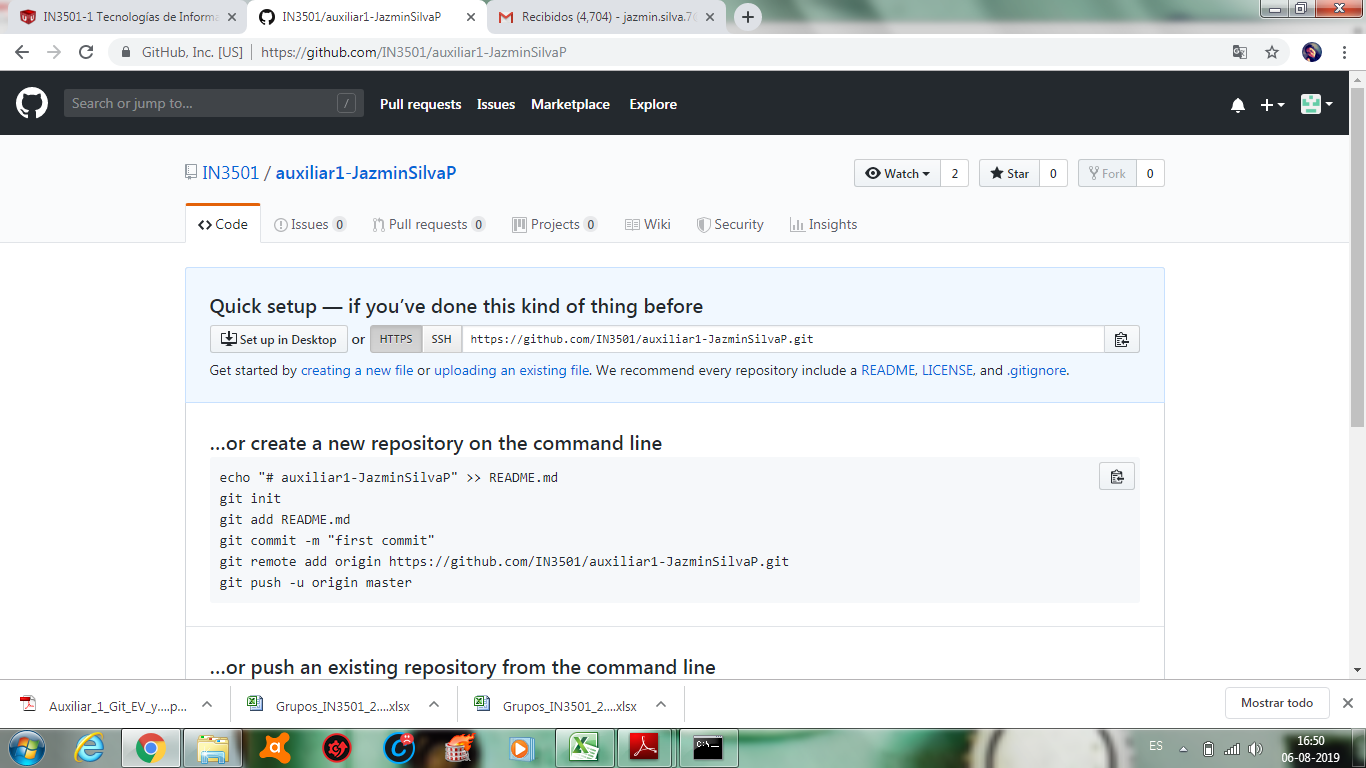 IN3501-1 Tecnologías de Informa
IN3501/auxiliar1-JazminSilvaP
Recibidos (4,704) - jazmin.silva.7
GitHub, Inc. [US] | https://github.com/IN3501/auxiliar1-JazminSilvaP
Search or jump to... /
Pull requests Issues Marketplace Explore
IN3501 / auxiliar1-JazminSilvaP
Watch 2 Star 0 Fork 0
Code Issues 0 Pull requests 0 Projects 0 Wiki Security Insights
Quick setup — if you’ve done this kind of thing before
Set up in Desktop or HTTPS SSH https://github.com/IN3501/auxiliar1-JazminSilvaP.git
Get started by creating a new file or uploading an existing file. We recommend every repository include a README, LICENSE, and .gitignore.
…or create a new repository on the command line
echo "# auxiliar1-JazminSilvaP" >> README.md
git init
git add README.md
git commit -m "first commit"
git remote add origin https://github.com/IN3501/auxiliar1-JazminSilvaP.git
git push -u origin master
…or push an existing repository from the command line
Auxiliar_1_Git_EV_y....p...
Grupos_IN3501_2....xlsx
Grupos_IN3501_2....xlsx
Mostrar todo
ES
16:50
06-08-2019